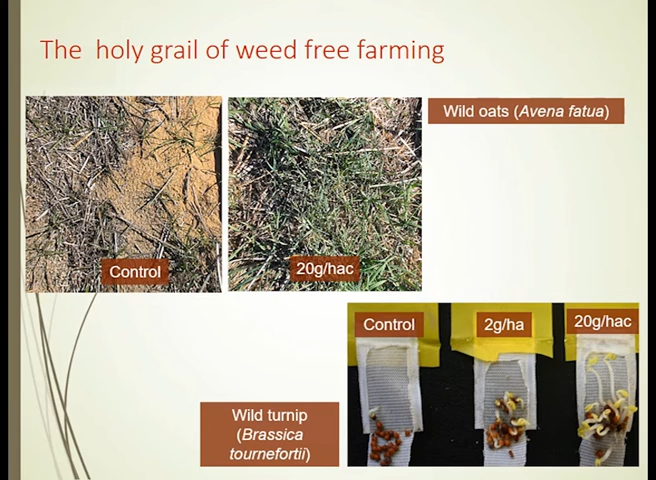 The holy grail of weed free farming
Wild oats (Avena fatua)
Control
20g/hac
Control
2g/ha
20g/hac
Wild turnip
(Brassica
tournefortii)